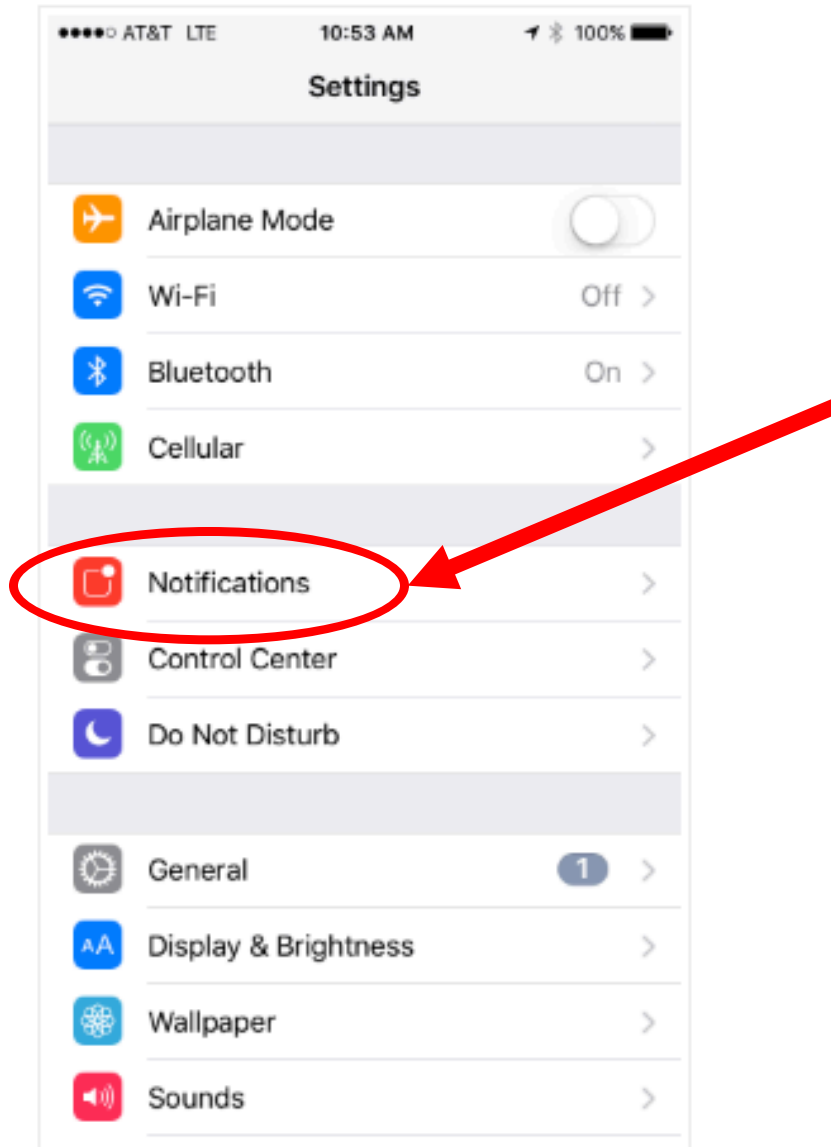 AT&T LTE 10:53 AM 100%
Settings
Airplane Mode
Wi-Fi Off
Bluetooth On
Cellular
Notifications
Control Center
Do Not Disturb
General 1
AA Display & Brightness
Wallpaper
Sounds